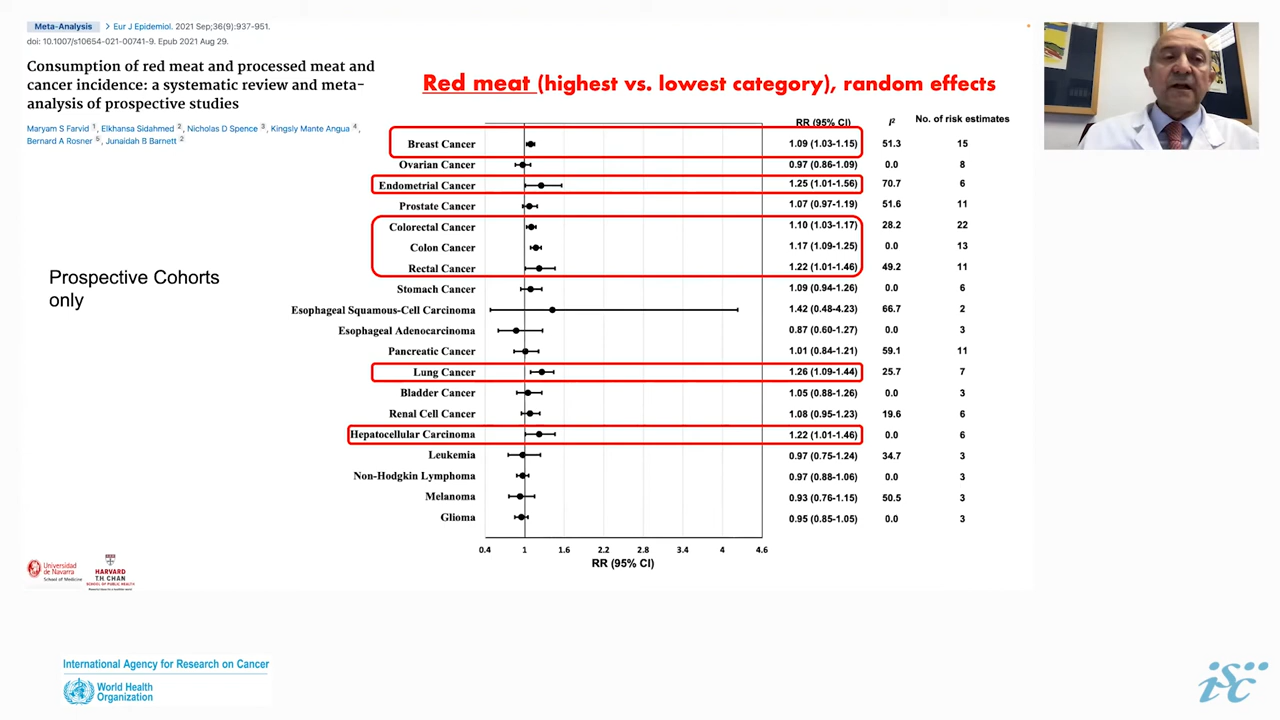 Meta-Analysis > Eur J Epidemiol. 2021 Sep;36(9):937-951.
doi: 10.1007/s10654-021-00741-9. Epub 2021 Aug 29.
Consumption of red meat and processed meat and
cancer incidence: a systematic review and meta-
analysis of prospective studies
Maryam S Farvid 1, Elkhansa Sidahmed 2, Nicholas D Spence 3, Kingsly Mante Angua 4,
Bernard A Rosner 5, Junaidah B Barnett 2
Red meat (highest vs. lowest category), random effects
RR (95% CI) I² No. of risk estimates
Breast Cancer 1.09 (1.03-1.15) 51.3 15
Ovarian Cancer 0.97 (0.86-1.09) 0.0 8
Endometrial Cancer 1.25 (1.01-1.56) 70.7 6
Prostate Cancer 1.07 (0.97-1.19) 51.6 11
Colorectal Cancer 1.10 (1.03-1.17) 28.2 22
Colon Cancer 1.17 (1.09-1.25) 0.0 13
Rectal Cancer 1.22 (1.01-1.46) 49.2 11
Stomach Cancer 1.09 (0.94-1.26) 0.0 6
Esophageal Squamous-Cell Carcinoma 1.42 (0.48-4.23) 66.7 2
Esophageal Adenocarcinoma 0.87 (0.60-1.27) 0.0 3
Pancreatic Cancer 1.01 (0.84-1.21) 59.1 11
Lung Cancer 1.26 (1.09-1.44) 25.7 7
Bladder Cancer 1.05 (0.88-1.26) 0.0 3
Renal Cell Cancer 1.08 (0.95-1.23) 19.6 6
Hepatocellular Carcinoma 1.22 (1.01-1.46) 0.0 6
Leukemia 0.97 (0.75-1.24) 34.7 3
Non-Hodgkin Lymphoma 0.97 (0.88-1.06) 0.0 3
Melanoma 0.93 (0.76-1.15) 50.5 3
Glioma 0.95 (0.85-1.05) 0.0 3
0.4 1 1.6 2.2 2.8 3.4 4 4.6
RR (95% CI)
Prospective Cohorts
only
Universidad
de Navarra
School of Medicine
HARVARD
T.H. CHAN
SCHOOL OF PUBLIC HEALTH
International Agency for Research on Cancer
World Health
Organization
isc